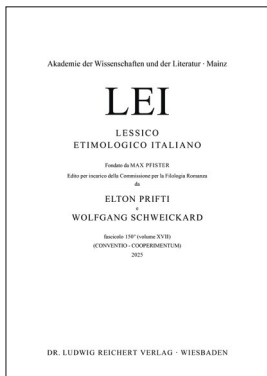 Akademie der Wissenschaften und der Literatur · Mainz
LEI
LESSICO
ETIMOLOGICO ITALIANO
Fondato da MAX PFISTER
Edito per incarico della Commissione per la Filologia Romanza
da
ELTON PRIFTI
e
WOLFGANG SCHWEICKARD
fascicolo 150° (volume XVII)
(CONVENTIO - COOPERIMENTUM)
2025
DR. LUDWIG REICHERT VERLAG · WIESBADEN